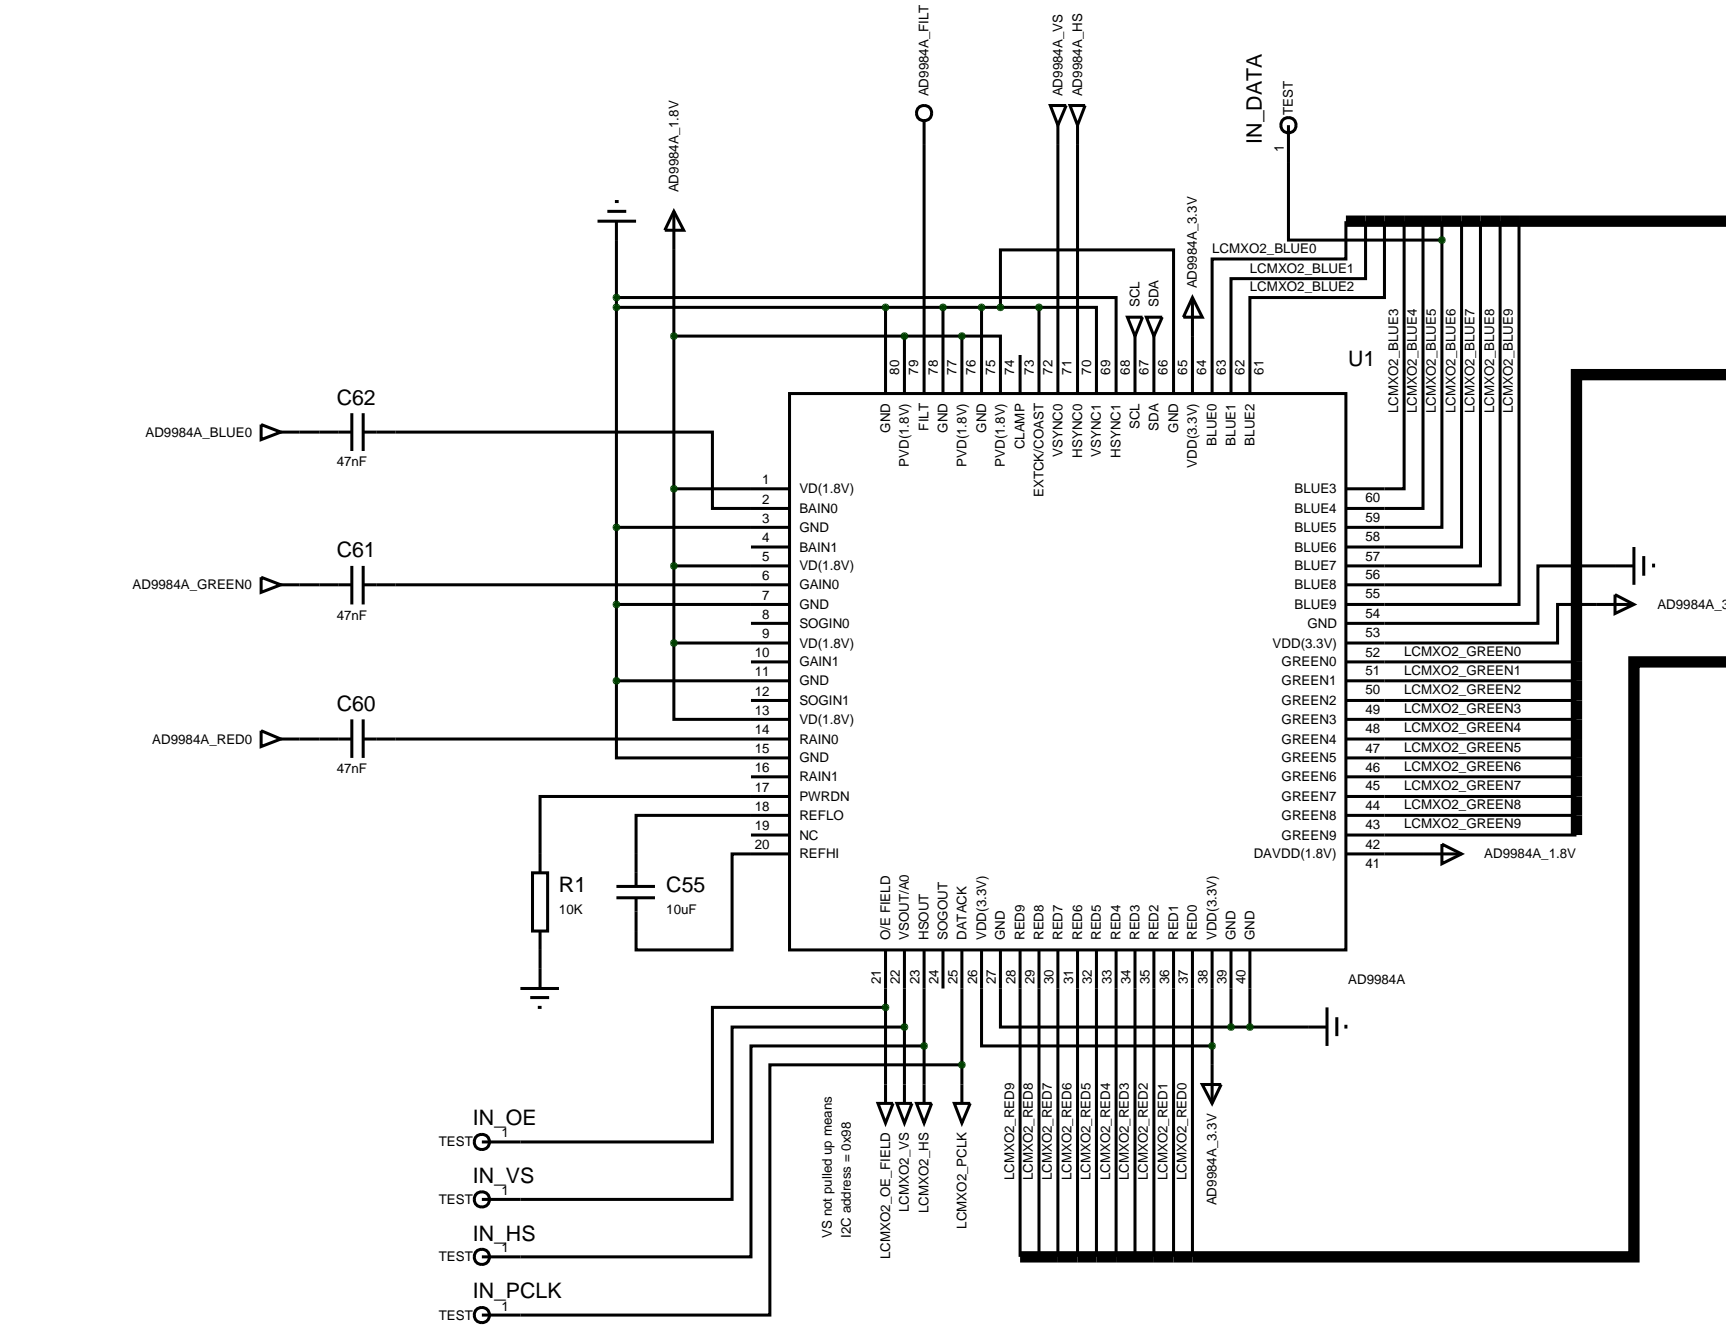 AD9984A_FILT
AD9984A_VS
AD9984A_HS
IN_DATA
TEST
1
AD9984A_1.8V
AD9984A_3.3V
LCMXO2_BLUE0
LCMXO2_BLUE1
LCMXO2_BLUE2
SCL
SDA
LCMXO2_BLUE3
LCMXO2_BLUE4
LCMXO2_BLUE5
LCMXO2_BLUE6
LCMXO2_BLUE7
LCMXO2_BLUE8
LCMXO2_BLUE9
U1
80
79
78
77
76
75
74
73
72
71
70
69
68
67
66
65
64
63
62
61
GND
PVD(1.8V)
FILT
GND
PVD(1.8V)
GND
PVD(1.8V)
CLAMP
EXTCK/COAST
VSYNC0
HSYNC0
VSYNC1
HSYNC1
SCL
SDA
GND
VDD(3.3V)
BLUE0
BLUE1
BLUE2
C62
AD9984A_BLUE0
47nF
C61
AD9984A_GREEN0
47nF
C60
AD9984A_RED0
47nF
1 VD(1.8V)
2 BAIN0
3 GND
4 BAIN1
5 VD(1.8V)
6 GAIN0
7 GND
8 SOGIN0
9 VD(1.8V)
10 GAIN1
11 GND
12 SOGIN1
13 VD(1.8V)
14 RAIN0
15 GND
16 RAIN1
17 PWRDN
18 REFLO
19 NC
20 REFHI
BLUE3 60
BLUE4 59
BLUE5 58
BLUE6 57
BLUE7 56
BLUE8 55
BLUE9 54
GND 53
VDD(3.3V) 52
GREEN0 51
GREEN1 50
GREEN2 49
GREEN3 48
GREEN4 47
GREEN5 46
GREEN6 45
GREEN7 44
GREEN8 43
GREEN9 42
DAVDD(1.8V) 41
AD9984A_3
LCMXO2_GREEN0
LCMXO2_GREEN1
LCMXO2_GREEN2
LCMXO2_GREEN3
LCMXO2_GREEN4
LCMXO2_GREEN5
LCMXO2_GREEN6
LCMXO2_GREEN7
LCMXO2_GREEN8
LCMXO2_GREEN9
AD9984A_1.8V
R1
10K
C55
10uF
O/E FIELD
VSOUT/A0
HSOUT
SOGOUT
DATACK
VDD(3.3V)
GND
RED9
RED8
RED7
RED6
RED5
RED4
RED3
RED2
RED1
RED0
VDD(3.3V)
GND
GND
21
22
23
24
25
26
27
28
29
30
31
32
33
34
35
36
37
38
39
40
AD9984A
IN_OE
TEST 1
IN_VS
TEST 1
IN_HS
TEST 1
IN_PCLK
TEST 1
VS not pulled up means
I2C address = 0x98
LCMXO2_OE_FIELD
LCMXO2_VS
LCMXO2_HS
LCMXO2_PCLK
LCMXO2_RED9
LCMXO2_RED8
LCMXO2_RED7
LCMXO2_RED6
LCMXO2_RED5
LCMXO2_RED4
LCMXO2_RED3
LCMXO2_RED2
LCMXO2_RED1
LCMXO2_RED0
AD9984A_3.3V